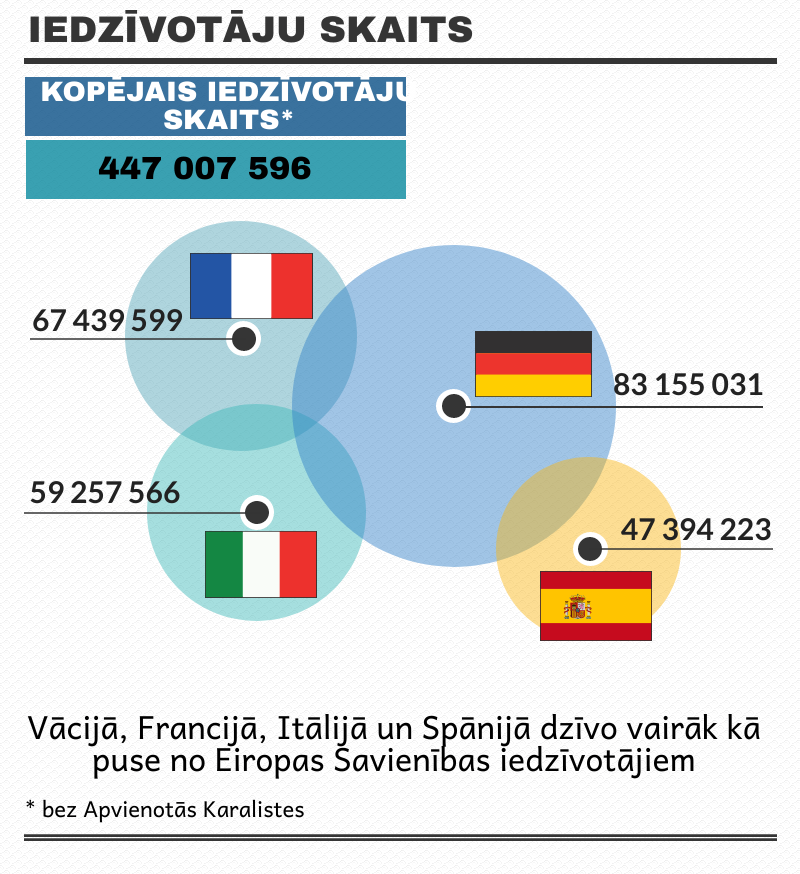 IEDZĪVOTĀJU SKAITS
KOPĒJAIS IEDZĪVOTĀJU
SKAITS*
447 007 596
67 439 599
83 155 031
59 257 566
47 394 223
Vācijā, Francijā, Itālijā un Spānijā dzīvo vairāk kā
puse no Eiropas Savienības iedzīvotājiem
* bez Apvienotās Karalistes